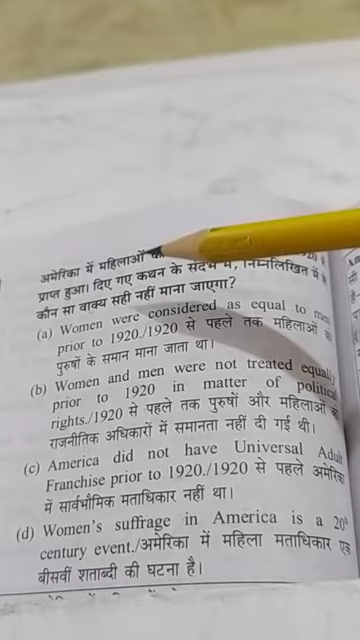 अमेरिका में महिलाओं
प्राप्त हुआ। दिए गए कथन के संदर्भ में, निम्नलिखित में
कौन सा वाक्य सही नहीं माना जाएगा?
(a) Women were considered as equal to men
prior to 1920./1920 से पहले तक महिलाओं को
पुरुषों के समान माना जाता था।
(b) Women and men were not treated equally
prior to 1920 in matter of political
rights./1920 से पहले तक पुरुषों और महिलाओं को
राजनीतिक अधिकारों में समानता नहीं दी गई थी।
(c) America did not have Universal Adult
Franchise prior to 1920./1920 से पहले अमेरिका
में सार्वभौमिक मताधिकार नहीं था।
(d) Women's suffrage in America is a 20th
century event./अमेरिका में महिला मताधिकार एक
बीसवीं शताब्दी की घटना है।